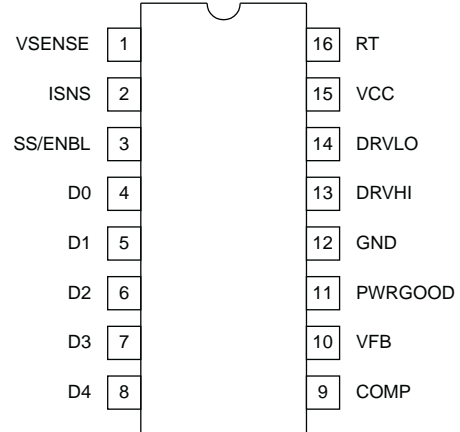 VSENSE 1 16 RT
ISNS 2 15 VCC
SS/ENBL 3 14 DRVLO
D0 4 13 DRVHI
D1 5 12 GND
D2 6 11 PWRGOOD
D3 7 10 VFB
D4 8 9 COMP